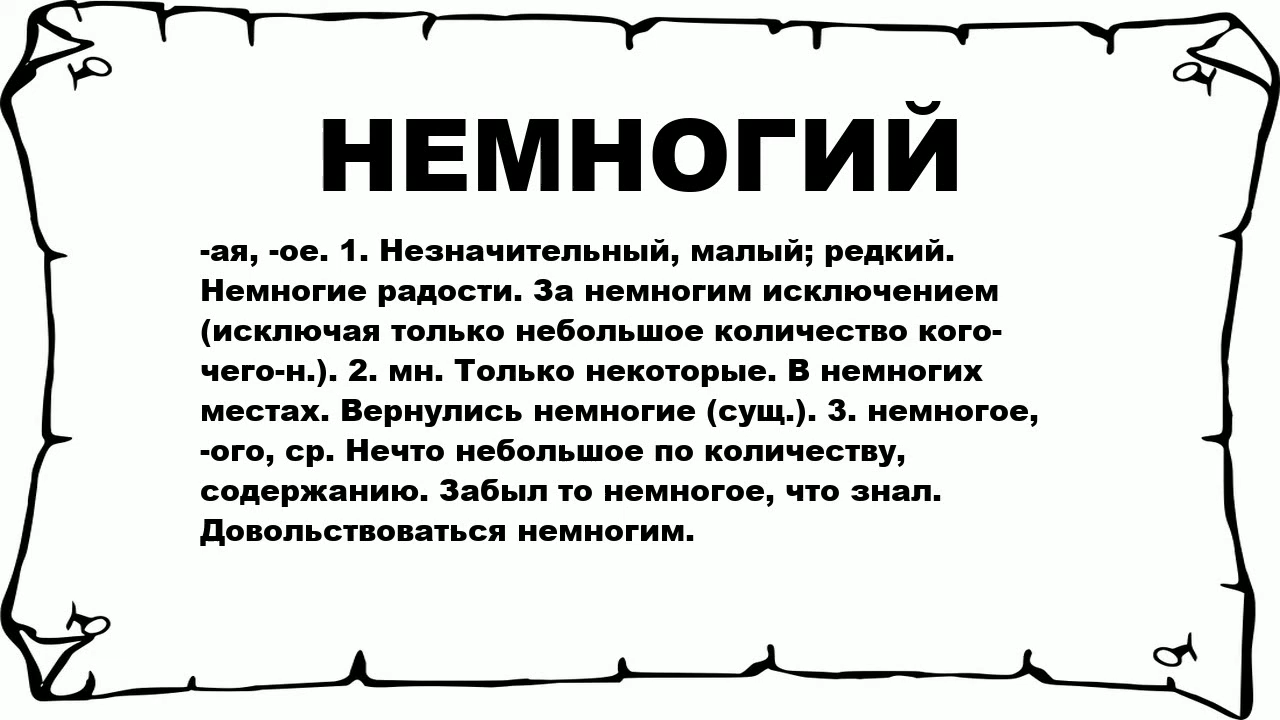 НЕМНОГИЙ
-ая, -ое. 1. Незначительный, малый; редкий.
Немногие радости. За немногим исключением
(исключая только небольшое количество кого-
чего-н.). 2. мн. Только некоторые. В немногих
местах. Вернулись немногие (сущ.). 3. немногое,
-ого, ср. Нечто небольшое по количеству,
содержанию. Забыл то немногое, что знал.
Довольствоваться немногим.